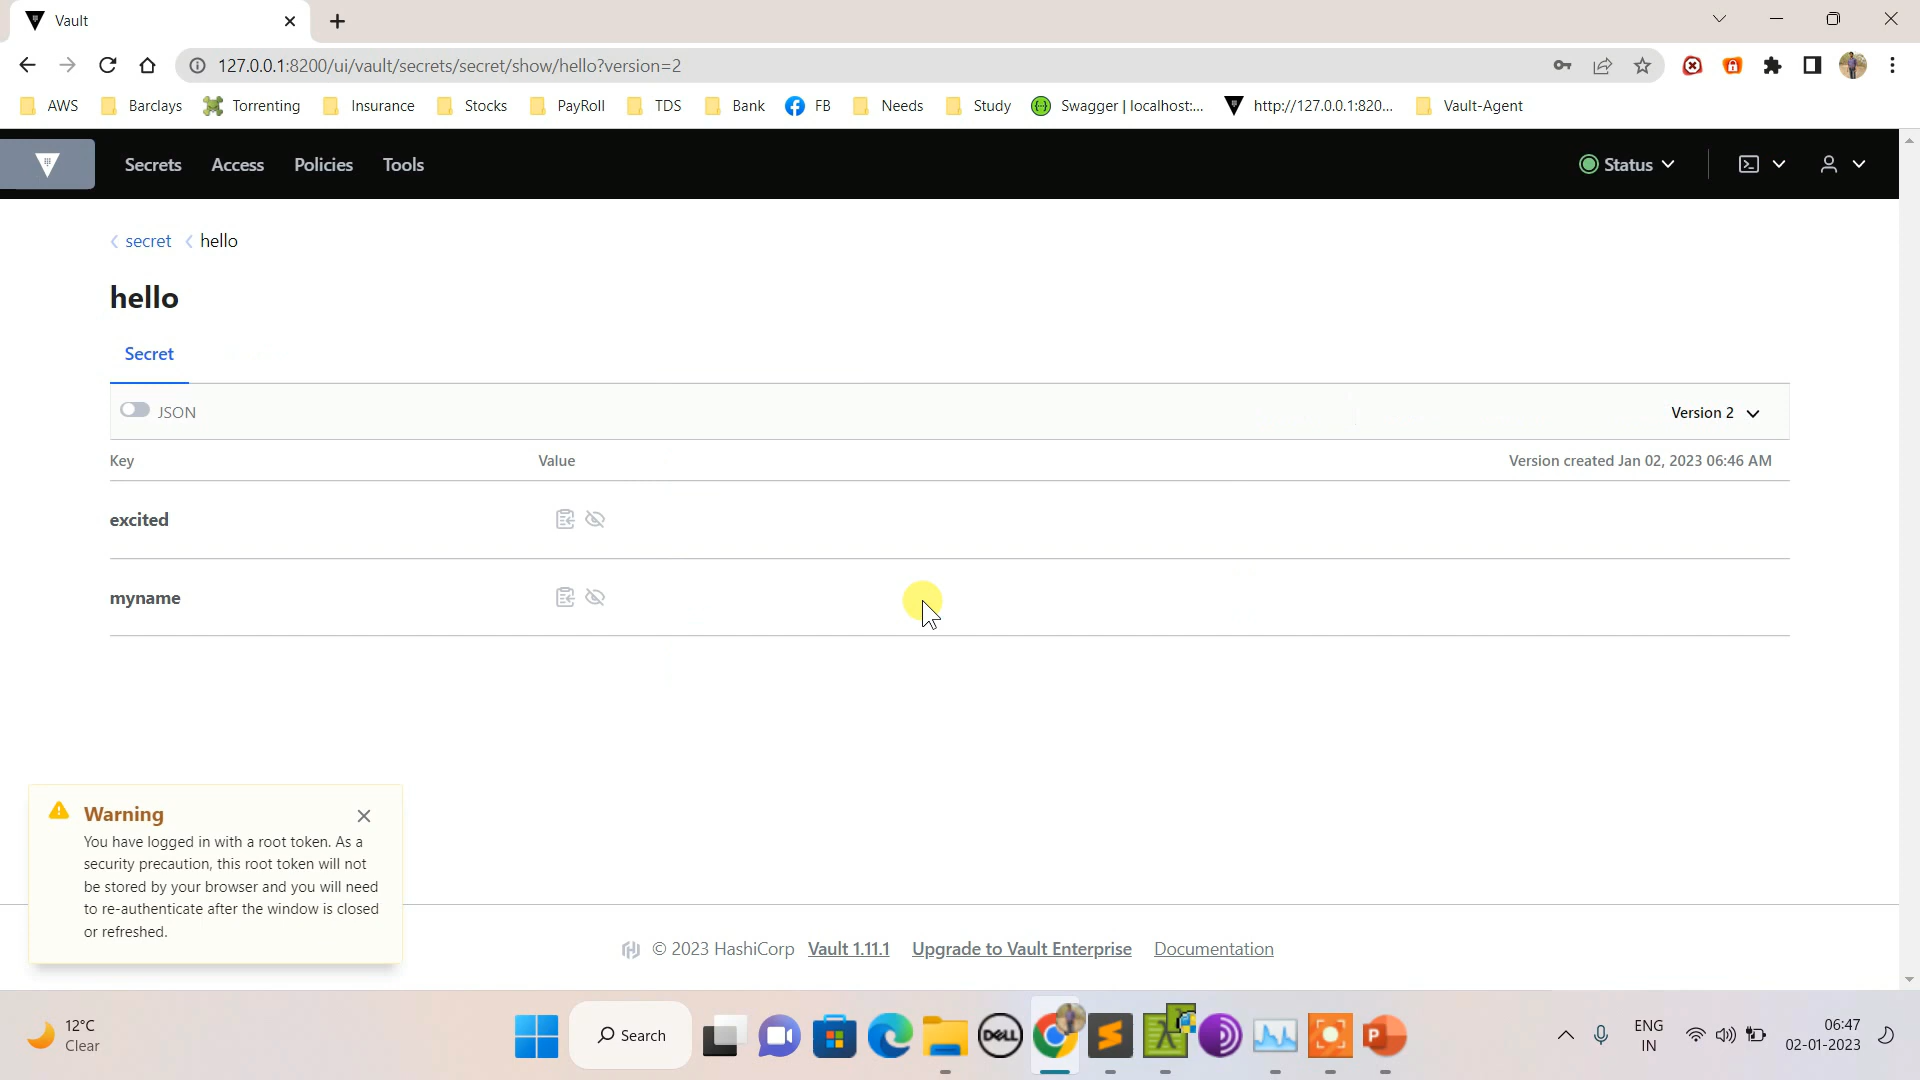 Vault
127.0.0.1:8200/ui/vault/secrets/secret/show/hello?version=2
AWS Barclays Torrenting Insurance Stocks PayRoll TDS Bank FB Needs Study Swagger | localhost:... http://127.0.0.1:820... Vault-Agent
Secrets Access Policies Tools Status
secret hello
hello
Secret
JSON Version 2
Key Value Version created Jan 02, 2023 06:46 AM
excited
myname
Warning
You have logged in with a root token. As a
security precaution, this root token will not
be stored by your browser and you will need
to re-authenticate after the window is closed
or refreshed.
© 2023 HashiCorp Vault 1.11.1 Upgrade to Vault Enterprise Documentation
12°C
Clear
Search
DELL
ENG
IN
06:47
02-01-2023